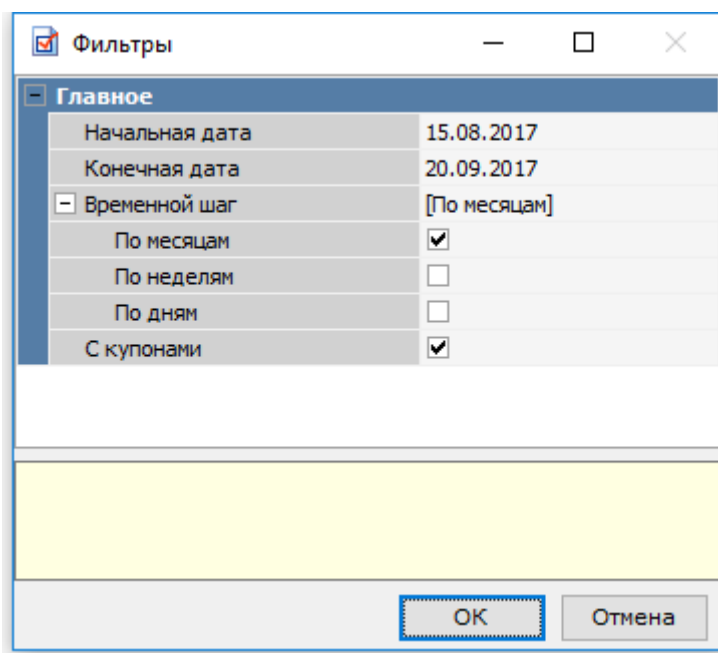 Фильтры
Главное
Начальная дата 15.08.2017
Конечная дата 20.09.2017
Временной шаг [По месяцам]
По месяцам
По неделям
По дням
С купонами
ОК Отмена